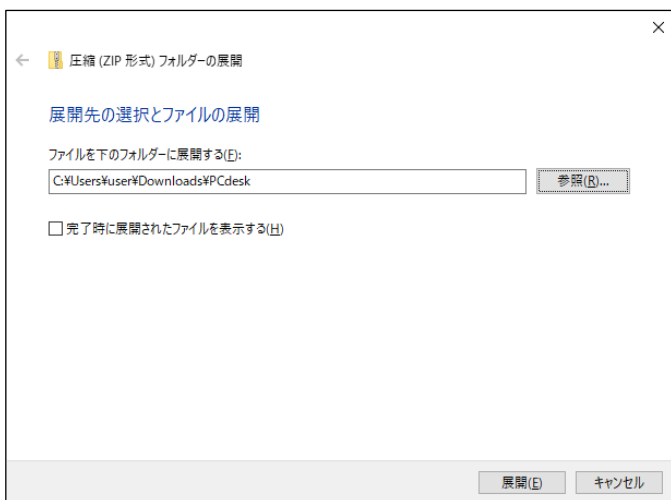 圧縮 (ZIP 形式) フォルダーの展開
展開先の選択とファイルの展開
ファイルを下のフォルダーに展開する(F):
C:¥Users¥user¥Downloads¥PCdesk
参照(R)...
完了時に展開されたファイルを表示する(H)
展開(E)
キャンセル